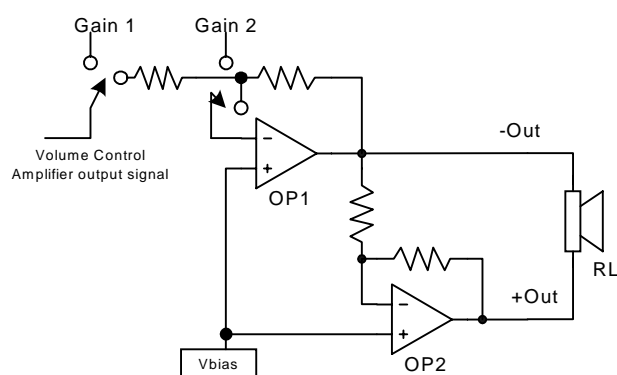 Gain 1
Gain 2
Volume Control
Amplifier output signal
-Out
OP1
RL
+Out
Vbias
OP2